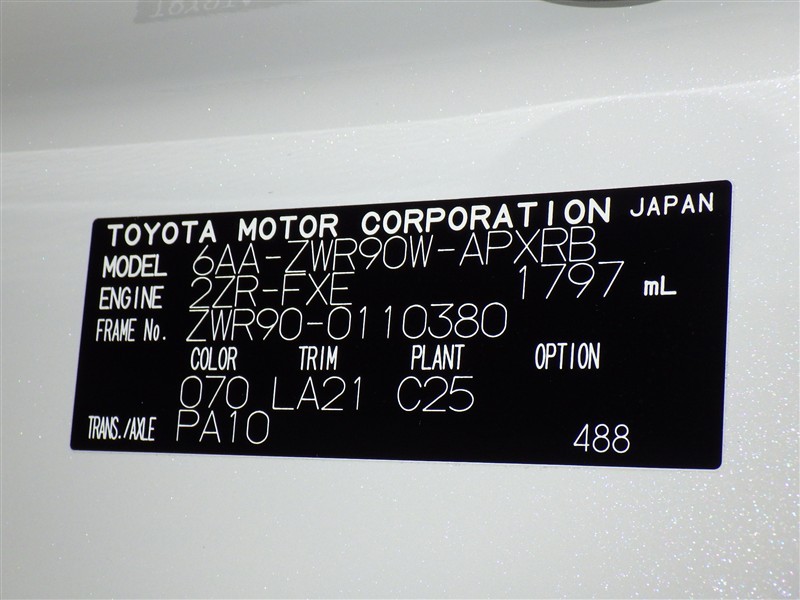 TOYOTA MOTOR CORPORATION JAPAN
MODEL 6AA-ZWR90W-APXRB
ENGINE 2ZR-FXE 1797 mL
FRAME No. ZWR90-0110380
COLOR TRIM PLANT OPTION
070 LA21 C25
TRANS./AXLE PA10 488